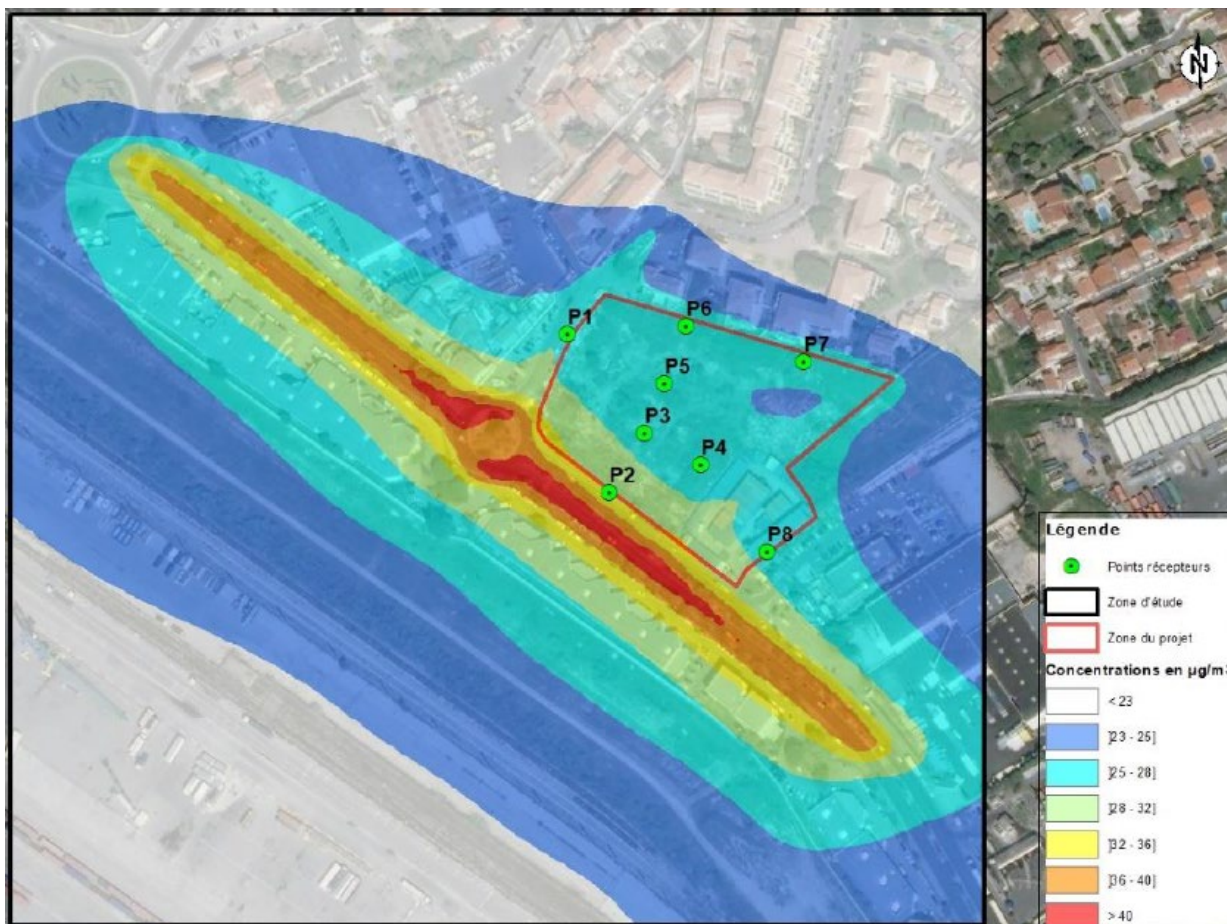 N
P1
P6
P7
P5
P3
P4
P2
P8
Légende
Points récepteurs
Zone d'étude
Zone du projet
Concentrations en µg/m3
< 23
]23 - 25]
]25 - 28]
]28 - 32]
]32 - 36]
]36 - 40]
> 40